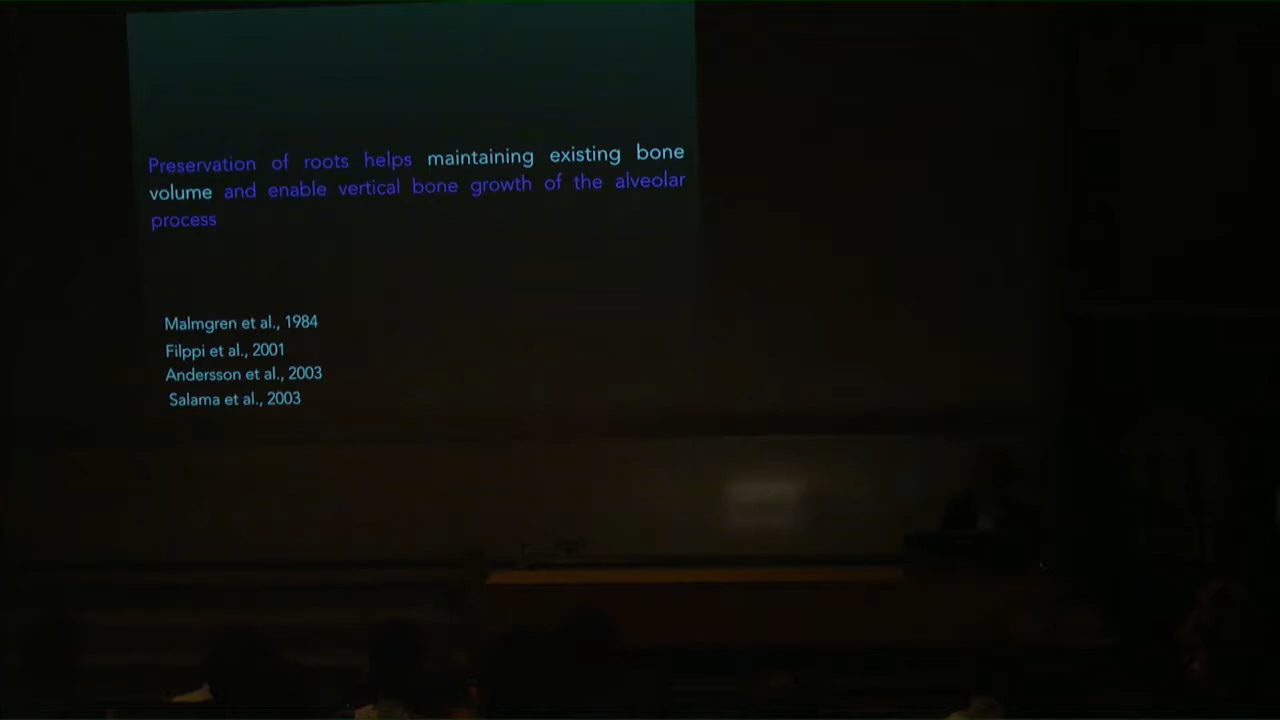 Preservation of roots helps maintaining existing bone
volume and enable vertical bone growth of the alveolar
process
Malmgren et al., 1984
Filppi et al., 2001
Andersson et al., 2003
Salama et al., 2003